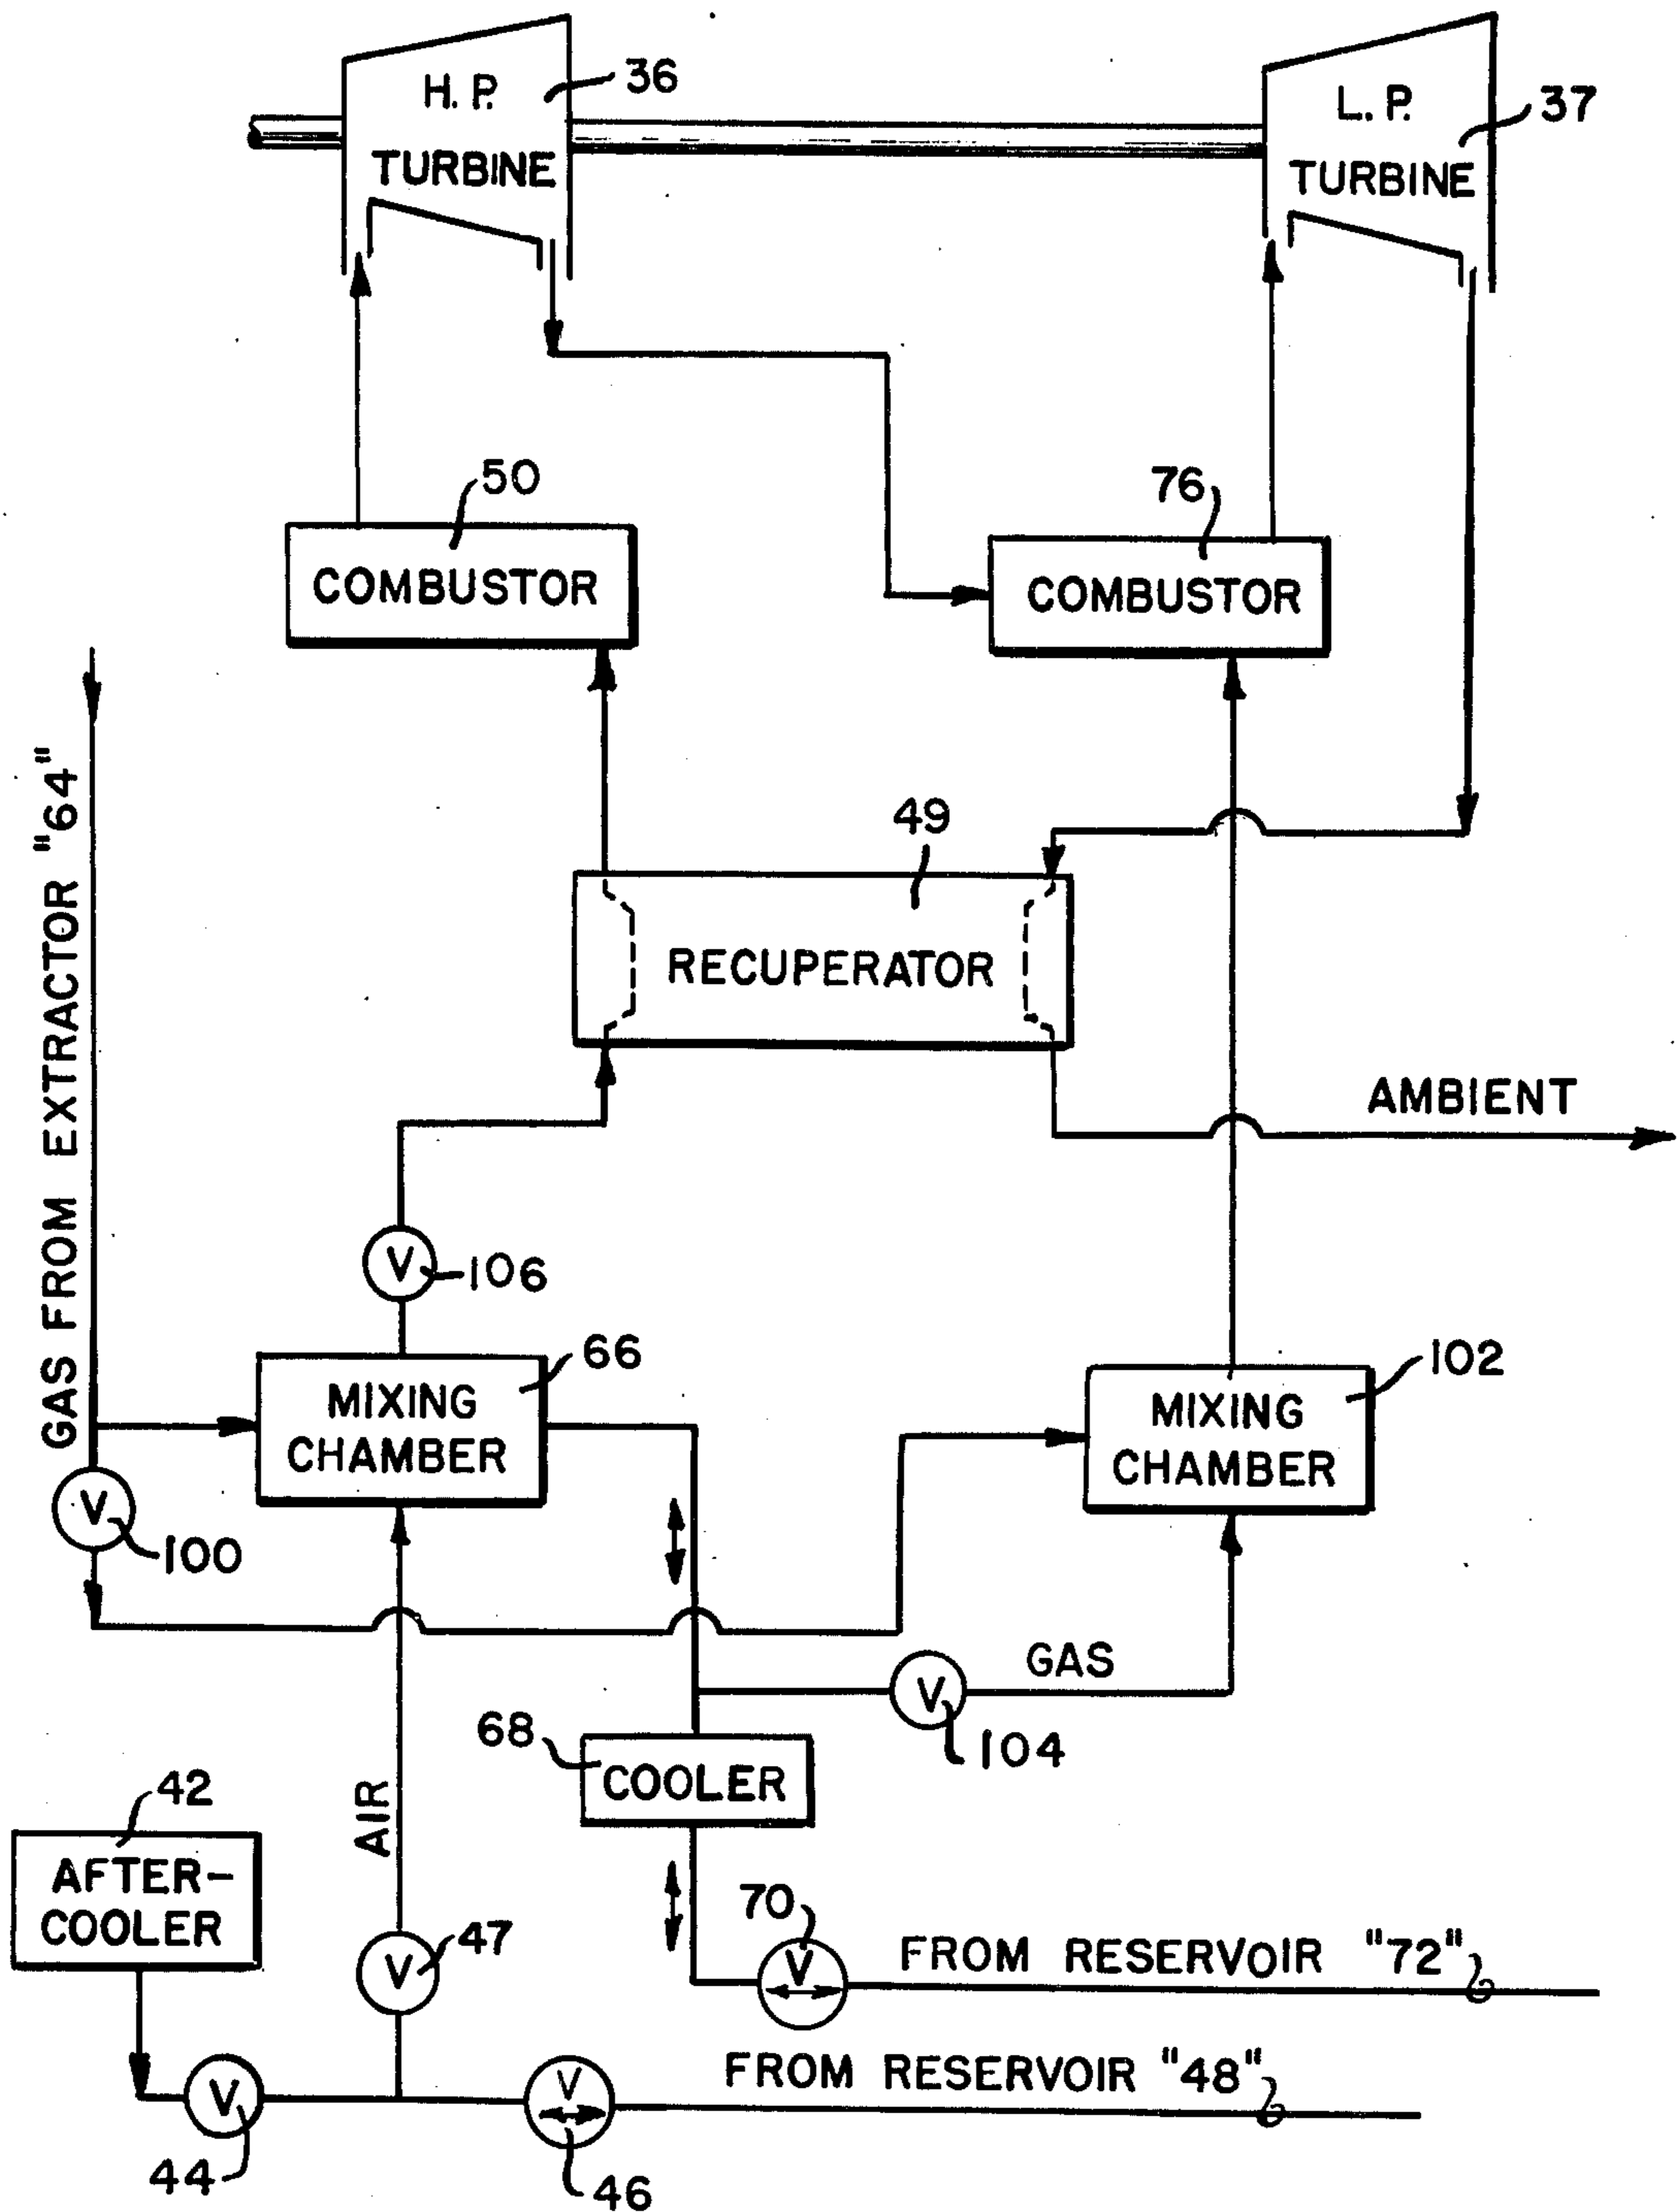 H.P.
TURBINE
36
L.P.
TURBINE
37
50
COMBUSTOR
76
COMBUSTOR
GAS FROM EXTRACTOR "64"
49
RECUPERATOR
AMBIENT
V
106
66
MIXING
CHAMBER
102
MIXING
CHAMBER
V
100
GAS
V
104
68
COOLER
AIR
42
AFTER-
COOLER
V
47
70
V
FROM RESERVOIR "72"
FROM RESERVOIR "48"
V
44
V
46